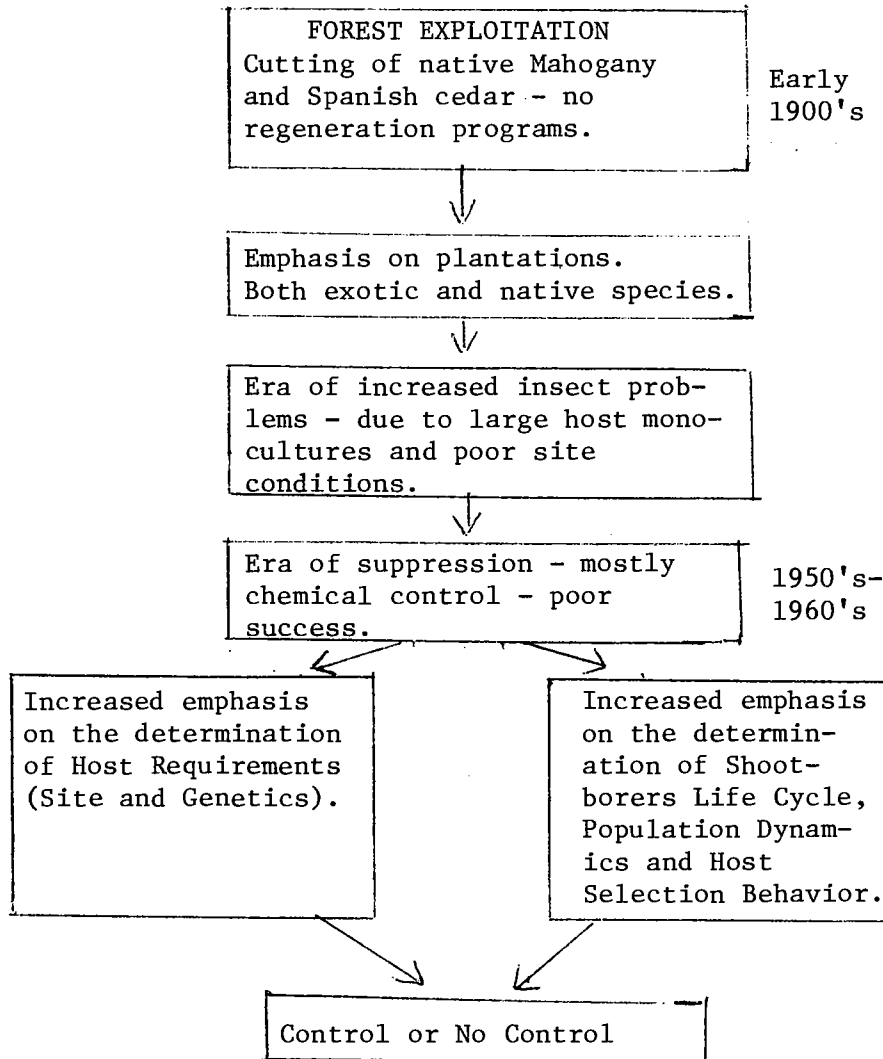 FOREST EXPLOITATION
Cutting of native Mahogany
and Spanish cedar - no
regeneration programs.
Early
1900's
Emphasis on plantations.
Both exotic and native species.
Era of increased insect prob-
lems - due to large host mono-
cultures and poor site
conditions.
Era of suppression - mostly
chemical control - poor
success.
1950's-
1960's
Increased emphasis
on the determination
of Host Requirements
(Site and Genetics).
Increased emphasis
on the determin-
ation of Shoot-
borers Life Cycle,
Population Dynam-
ics and Host
Selection Behavior.
Control or No Control